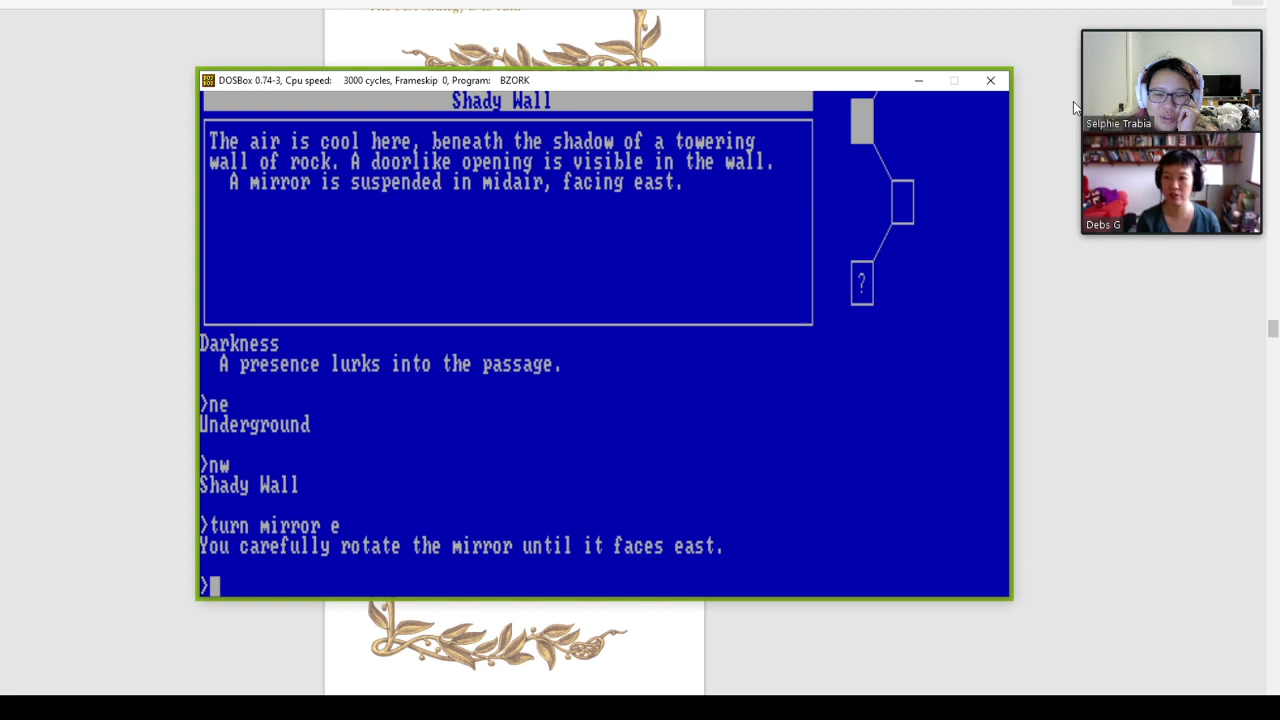 DOSBox 0.74-3, Cpu speed: 3000 cycles, Frameskip 0, Program: BZORK
Shady Wall
The air is cool here, beneath the shadow of a towering
wall of rock. A doorlike opening is visible in the wall.
A mirror is suspended in midair, facing east.
?
Darkness
A presence lurks into the passage.
>ne
Underground
>nw
Shady Wall
>turn mirror e
You carefully rotate the mirror until it faces east.
>
Selphie Trabia
Debs G